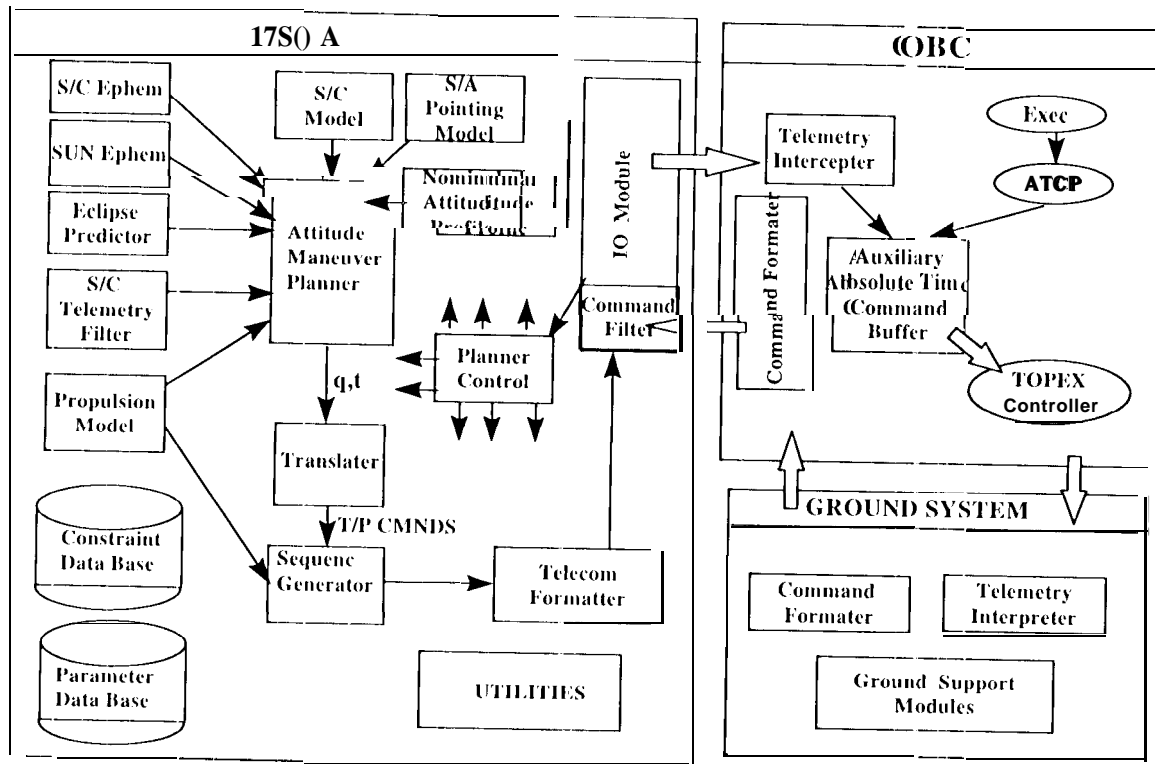 17S() A
S/C Ephem
SUN Ephem
Eclipse
Predictor
S/C
Telemetry
Filter
Propulsion
Model
S/C
Model
S/A
Pointing
Model
Attitude
Maneuver
Planner
q,t
Translater
T/P CMNDS
Sequenc
Generator
Telecom
Formatter
Planner
Control
IO Module
Command
Filter
Constraint
Data Base
Parameter
Data Base
UTILITIES
OBC
Telemetry
Intercepter
Exec
ATCP
Command Formater
Auxiliary
Absolute Time
Command
Buffer
TOPEX
Controller
GROUND SYSTEM
Command
Formater
Telemetry
Interpreter
Ground Support
Modules